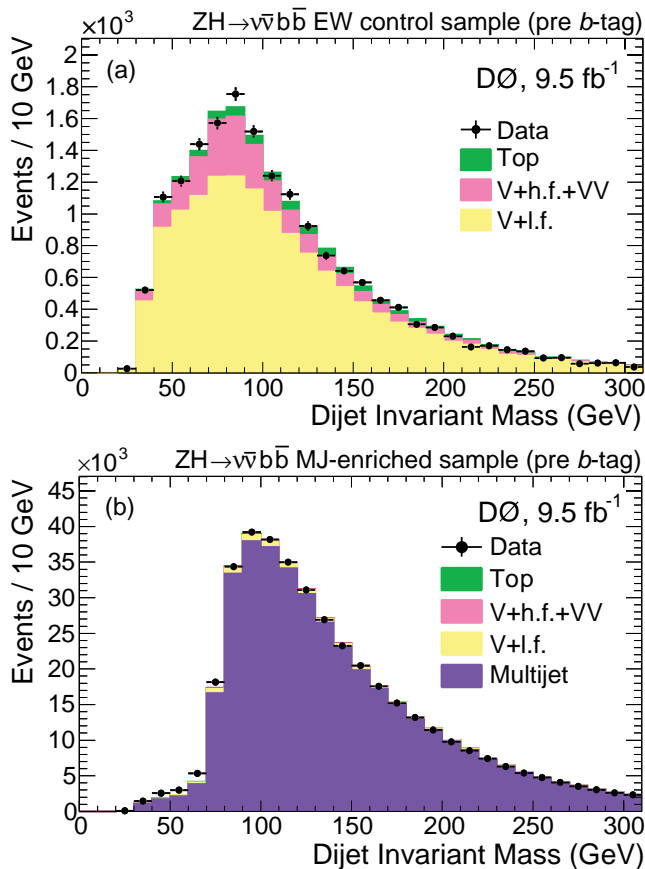 ZH→νν̄bb̄ EW control sample (pre b-tag)
×10³
(a)
DØ, 9.5 fb⁻¹
Data
Top
V+h.f.+VV
V+l.f.
Events / 10 GeV
2
1.8
1.6
1.4
1.2
1
0.8
0.6
0.4
0.2
0
0 50 100 150 200 250 300
Dijet Invariant Mass (GeV)
ZH→νν̄bb̄ MJ-enriched sample (pre b-tag)
×10³
(b)
DØ, 9.5 fb⁻¹
Data
Top
V+h.f.+VV
V+l.f.
Multijet
Events / 10 GeV
45
40
35
30
25
20
15
10
5
0
0 50 100 150 200 250 300
Dijet Invariant Mass (GeV)